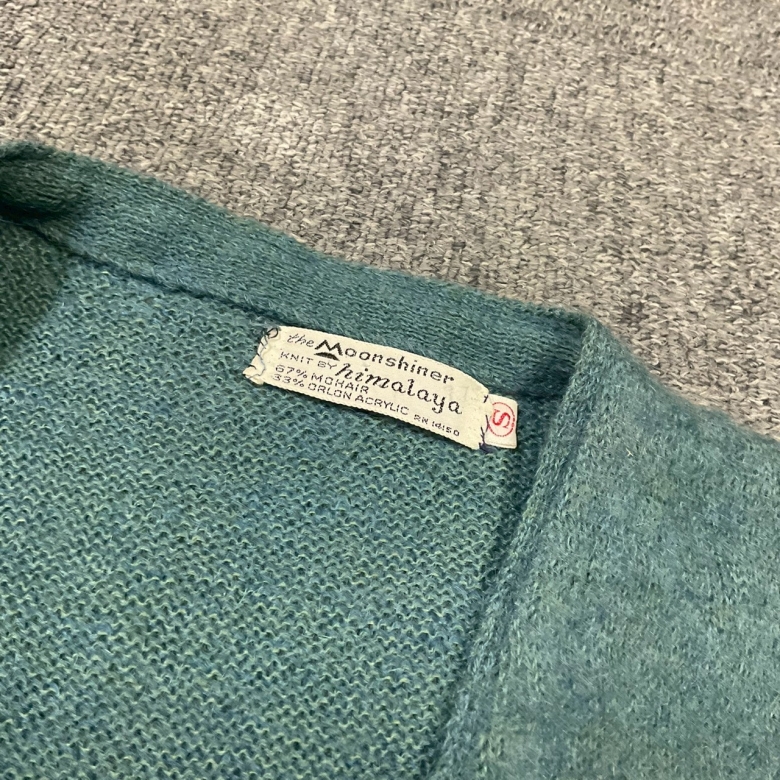 the Moonshiner
KNIT BY himalaya
67% MOHAIR
33% ORLON ACRYLIC RN 14150
S